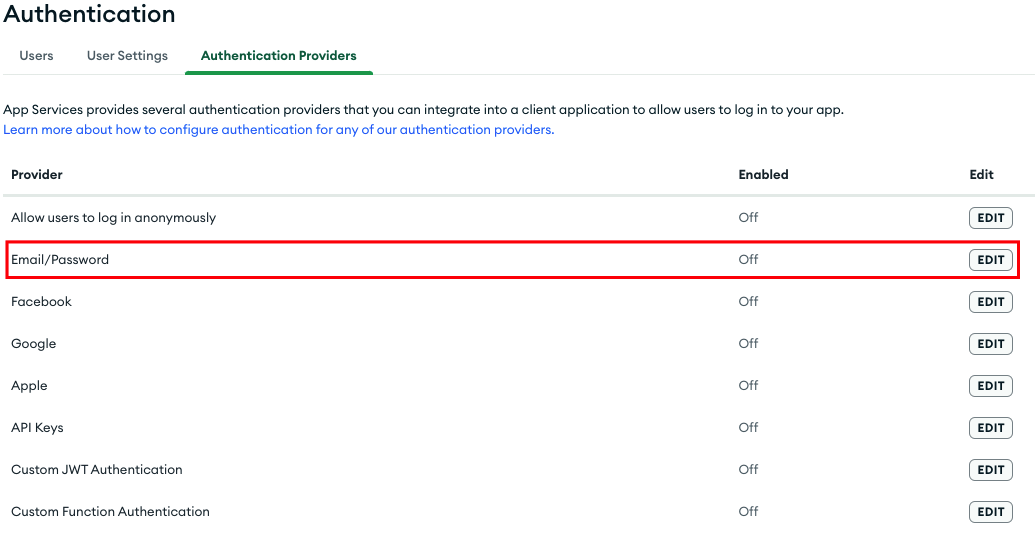 Authentication
Users User Settings Authentication Providers
App Services provides several authentication providers that you can integrate into a client application to allow users to log in to your app.
Learn more about how to configure authentication for any of our authentication providers.
Provider Enabled Edit
Allow users to log in anonymously Off EDIT
Email/Password Off EDIT
Facebook Off EDIT
Google Off EDIT
Apple Off EDIT
API Keys Off EDIT
Custom JWT Authentication Off EDIT
Custom Function Authentication Off EDIT